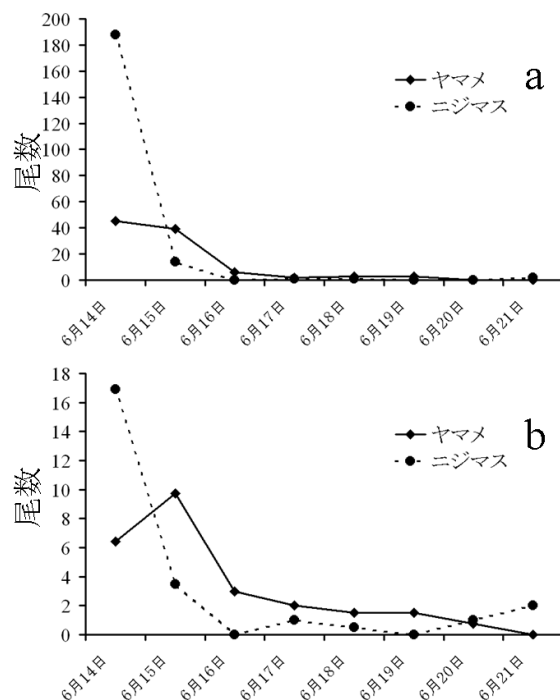 200
180
160
140
120
100
80
60
40
20
0
尾数
ヤマメ
ニジマス
a
6月14日
6月15日
6月16日
6月17日
6月18日
6月19日
6月20日
6月21日
18
16
14
12
10
8
6
4
2
0
尾数
ヤマメ
ニジマス
b
6月14日
6月15日
6月16日
6月17日
6月18日
6月19日
6月20日
6月21日